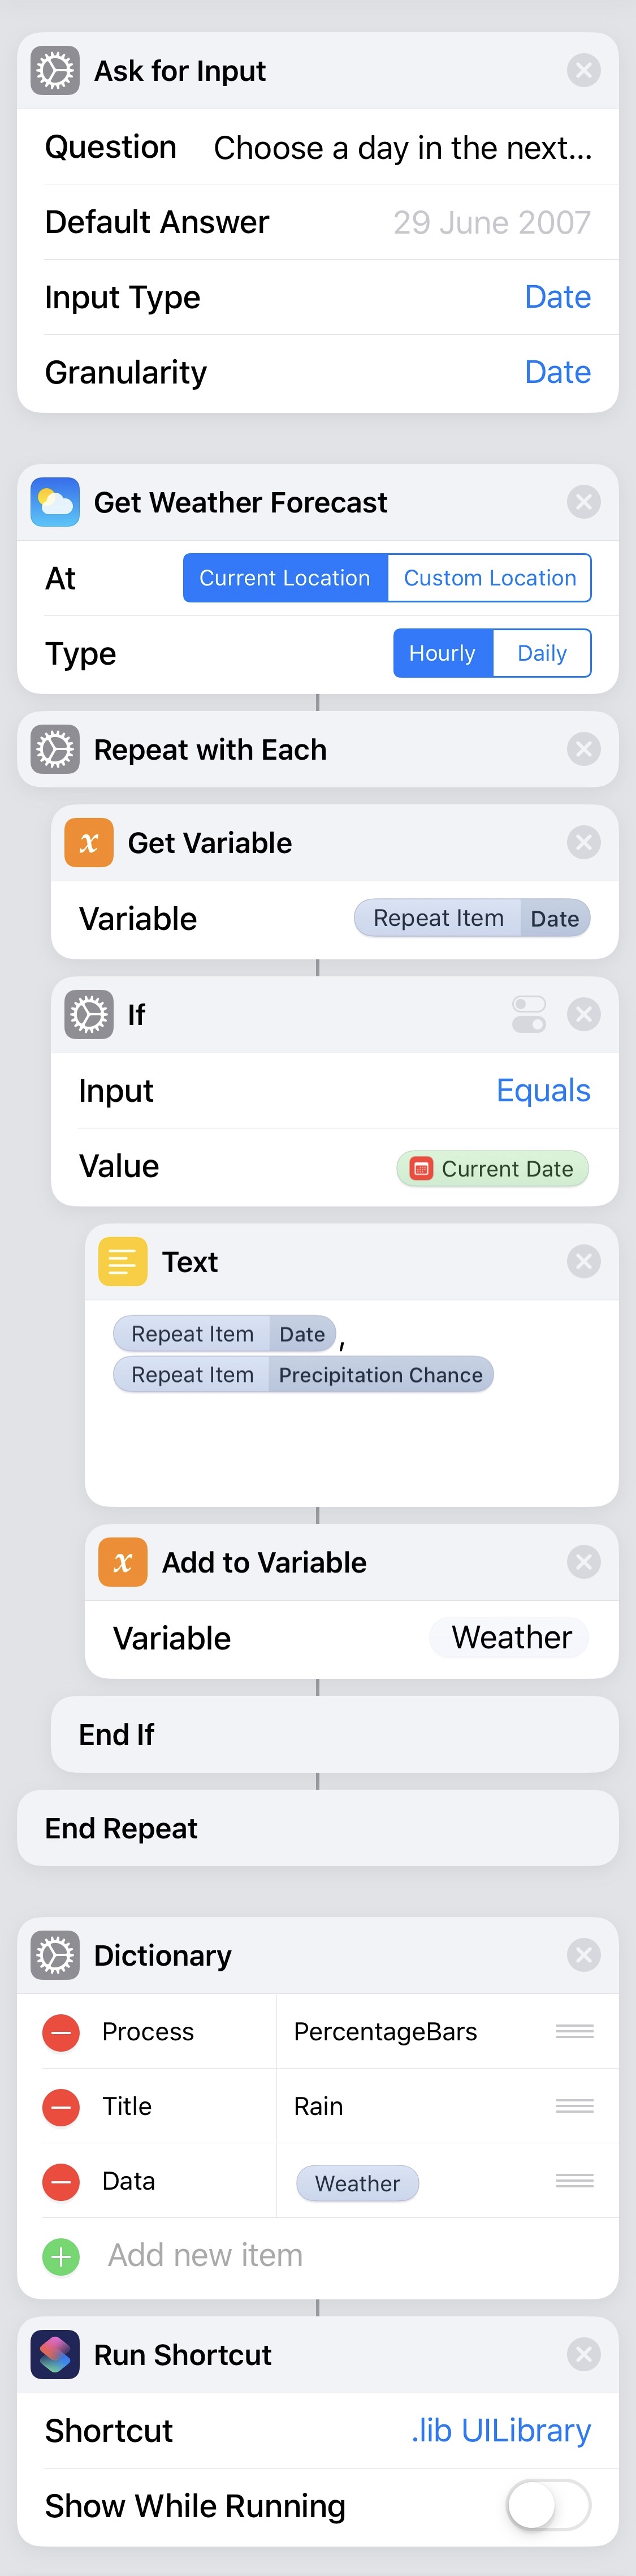 Ask for Input
Question Choose a day in the next...
Default Answer 29 June 2007
Input Type Date
Granularity Date
Get Weather Forecast
At Current Location Custom Location
Type Hourly Daily
Repeat with Each
x Get Variable
Variable Repeat Item Date
If
Input Equals
Value Current Date
Text
Repeat Item Date ,
Repeat Item Precipitation Chance
x Add to Variable
Variable Weather
End If
End Repeat
Dictionary
Process PercentageBars
Title Rain
Data Weather
Add new item
Run Shortcut
Shortcut .lib UILibrary
Show While Running